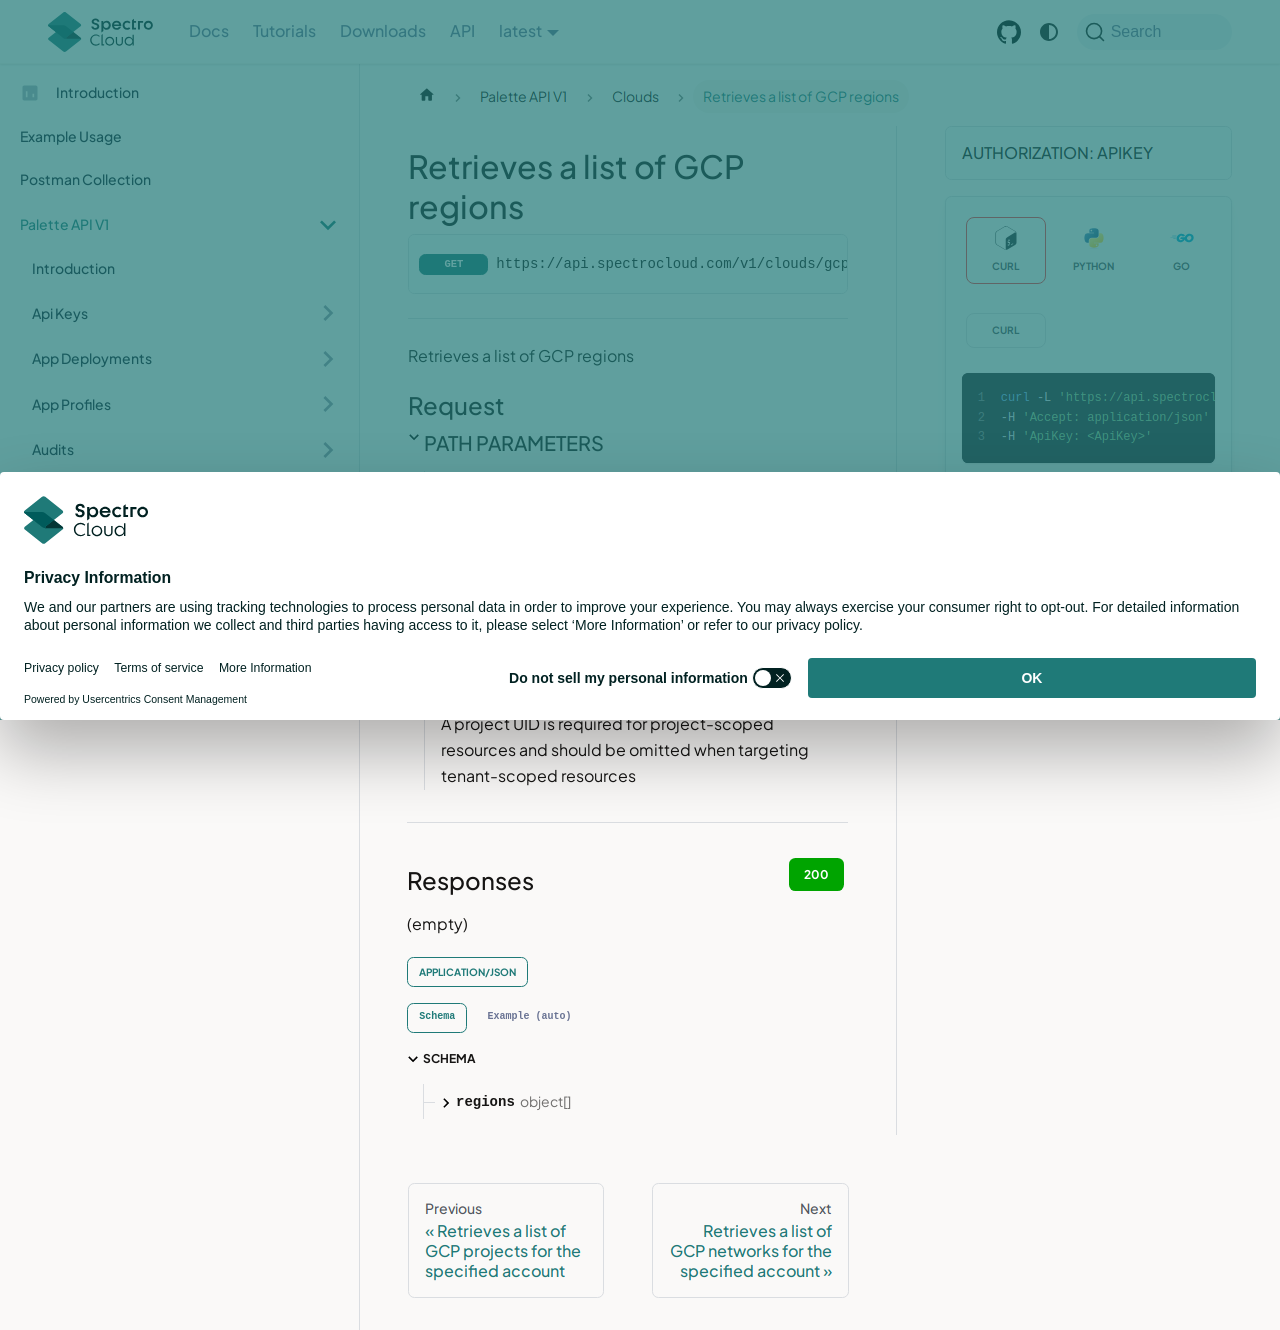 Spectro Cloud
Docs
Tutorials
Downloads
API
latest
Search
Introduction
Example Usage
Postman Collection
Palette API V1
Introduction
Api Keys
App Deployments
App Profiles
Audits
Palette API V1
Clouds
Retrieves a list of GCP regions
Retrieves a list of GCP
regions
GET https://api.spectrocloud.com/v1/clouds/gcp
Retrieves a list of GCP regions
Request
PATH PARAMETERS
AUTHORIZATION: APIKEY
CURL
PYTHON
GO
CURL
1 curl -L 'https://api.spectrocl
2 -H 'Accept: application/json'
3 -H 'ApiKey: <ApiKey>'
Spectro
Cloud
Privacy Information
We and our partners are using tracking technologies to process personal data in order to improve your experience. You may always exercise your consumer right to opt-out. For detailed information
about personal information we collect and third parties having access to it, please select ‘More Information’ or refer to our privacy policy.
Privacy policy
Terms of service
More Information
Powered by Usercentrics Consent Management
Do not sell my personal information
OK
A project UID is required for project-scoped
resources and should be omitted when targeting
tenant-scoped resources
Responses
200
(empty)
APPLICATION/JSON
Schema
Example (auto)
SCHEMA
regions object[]
Previous
« Retrieves a list of
GCP projects for the
specified account
Next
Retrieves a list of
GCP networks for the
specified account »